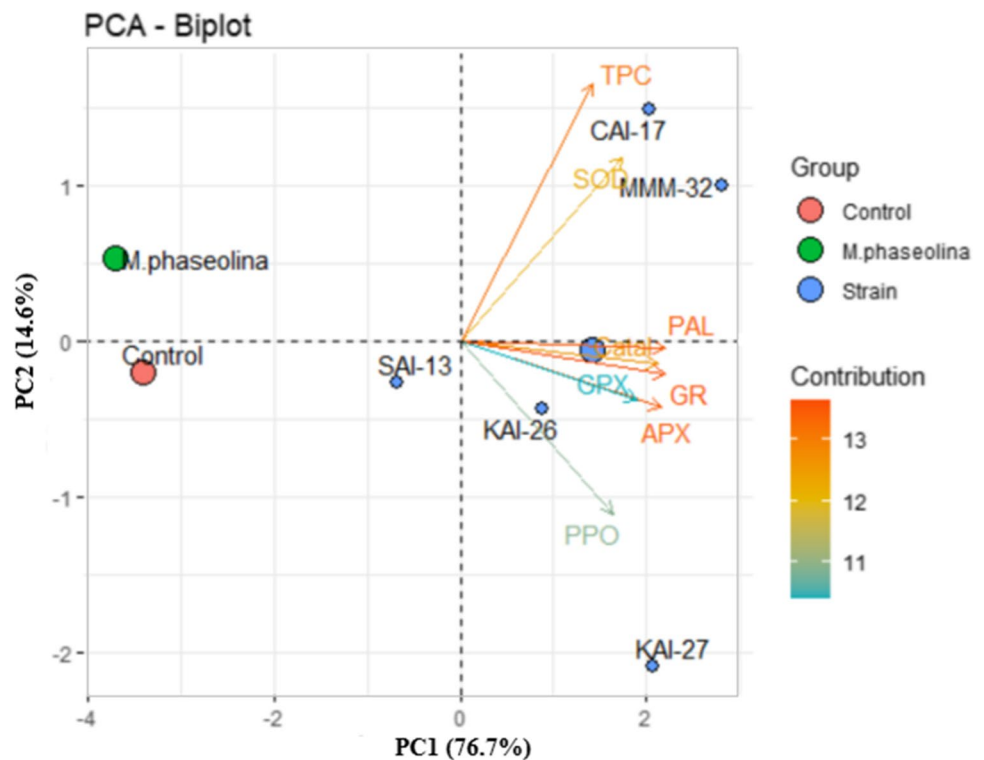 PCA - Biplot
TPC
CAI-17
SOD
MMM-32
M.phaseolina
PAL
Control
Catal
SAI-13
GPX
GR
KAI-26
APX
PPO
KAI-27
1
0
-1
-2
-4
-2
0
2
PC2 (14.6%)
PC1 (76.7%)
Group
Control
M.phaseolina
Strain
Contribution
13
12
11